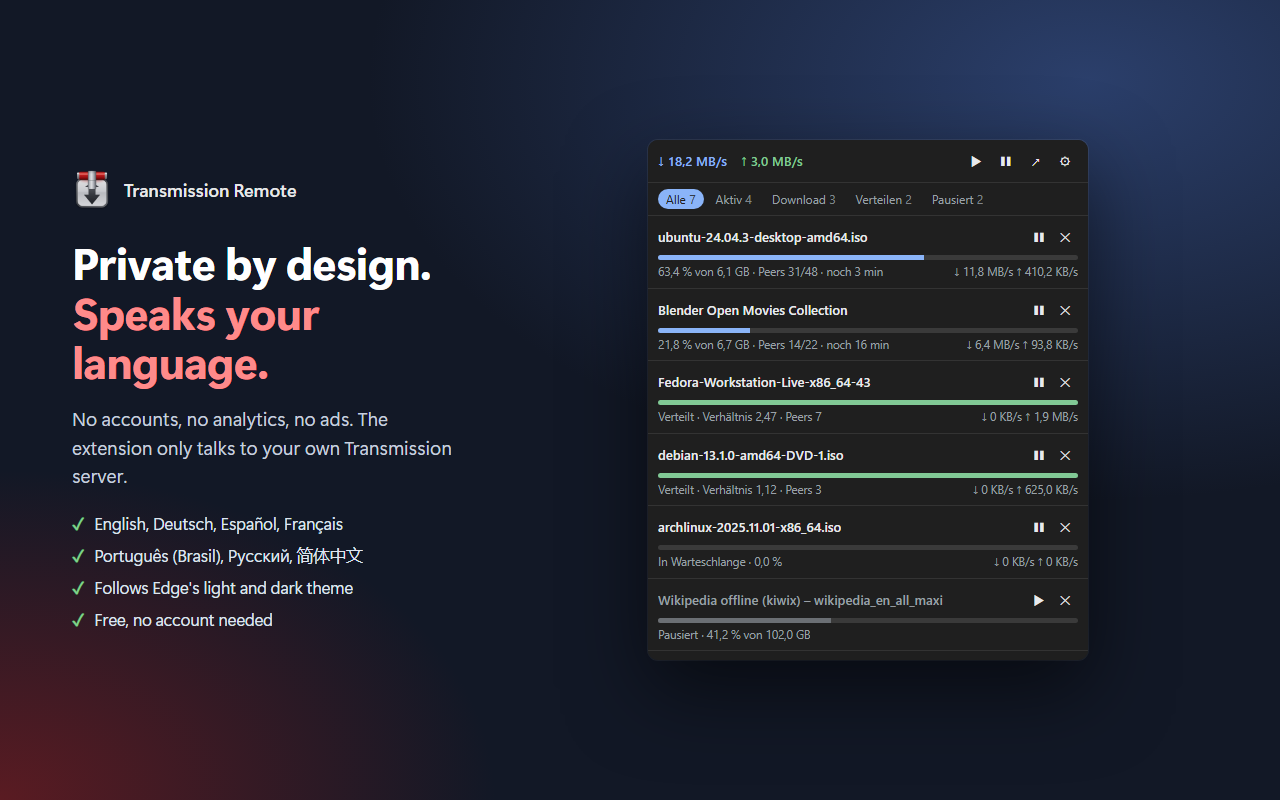 Transmission Remote
Private by design.
Speaks your
language.
No accounts, no analytics, no ads. The
extension only talks to your own Transmission
server.
✓ English, Deutsch, Español, Français
✓ Português (Brasil), Русский, 简体中文
✓ Follows Edge's light and dark theme
✓ Free, no account needed
↓ 18,2 MB/s ↑ 3,0 MB/s
Alle 7 Aktiv 4 Download 3 Verteilen 2 Pausiert 2
ubuntu-24.04.3-desktop-amd64.iso
63,4 % von 6,1 GB · Peers 31/48 · noch 3 min ↓ 11,8 MB/s ↑ 410,2 KB/s
Blender Open Movies Collection
21,8 % von 6,7 GB · Peers 14/22 · noch 16 min ↓ 6,4 MB/s ↑ 93,8 KB/s
Fedora-Workstation-Live-x86_64-43
Verteilt · Verhältnis 2,47 · Peers 7 ↓ 0 KB/s ↑ 1,9 MB/s
debian-13.1.0-amd64-DVD-1.iso
Verteilt · Verhältnis 1,12 · Peers 3 ↓ 0 KB/s ↑ 625,0 KB/s
archlinux-2025.11.01-x86_64.iso
In Warteschlange · 0,0 % ↓ 0 KB/s ↑ 0 KB/s
Wikipedia offline (kiwix) – wikipedia_en_all_maxi
Pausiert · 41,2 % von 102,0 GB